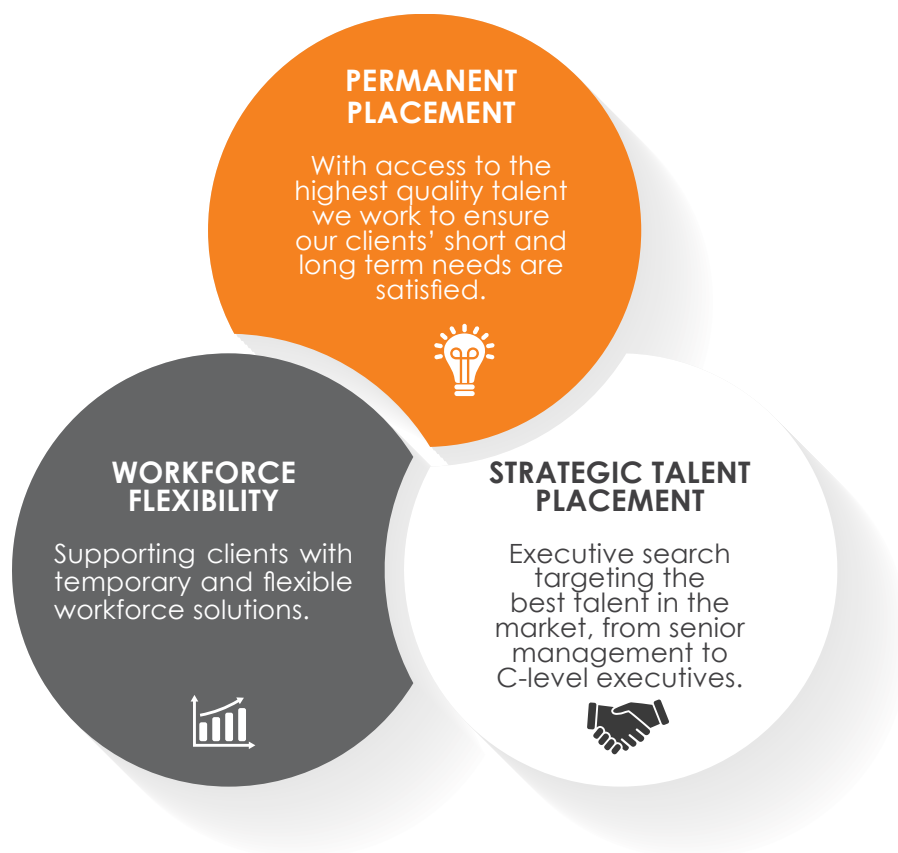 PERMANENT
PLACEMENT
With access to the
highest quality talent
we work to ensure
our clients’ short and
long term needs are
satisfied.
WORKFORCE
FLEXIBILITY
Supporting clients with
temporary and flexible
workforce solutions.
STRATEGIC TALENT
PLACEMENT
Executive search
targeting the
best talent in the
market, from senior
management to
C-level executives.